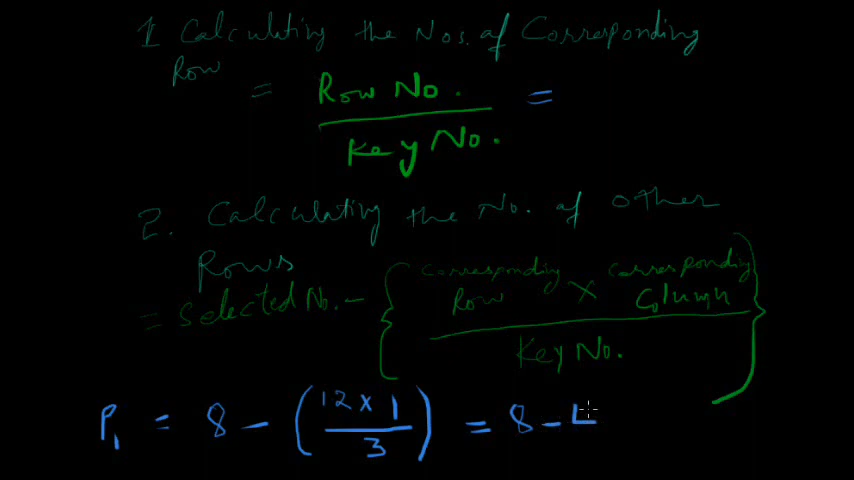 1 Calculating the Nos. of Corresponding
Row
= Row No. / Key No. =
2. Calculating the No. of other
Rows
= Selected No. - { corresponding Row × corresponding Column / Key No. }
P₁ = 8 - ( 12 × 1 / 3 ) = 8 - 4